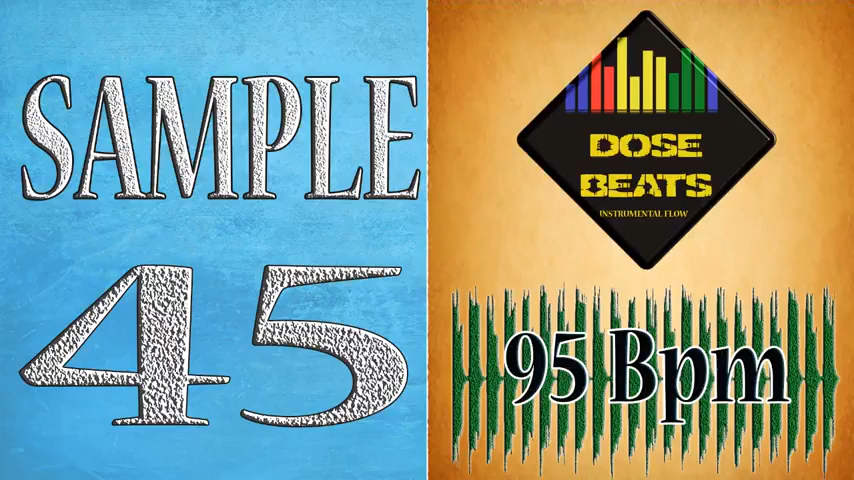 SAMPLE
45
DOSE
BEATS
INSTRUMENTAL FLOW
95 Bpm